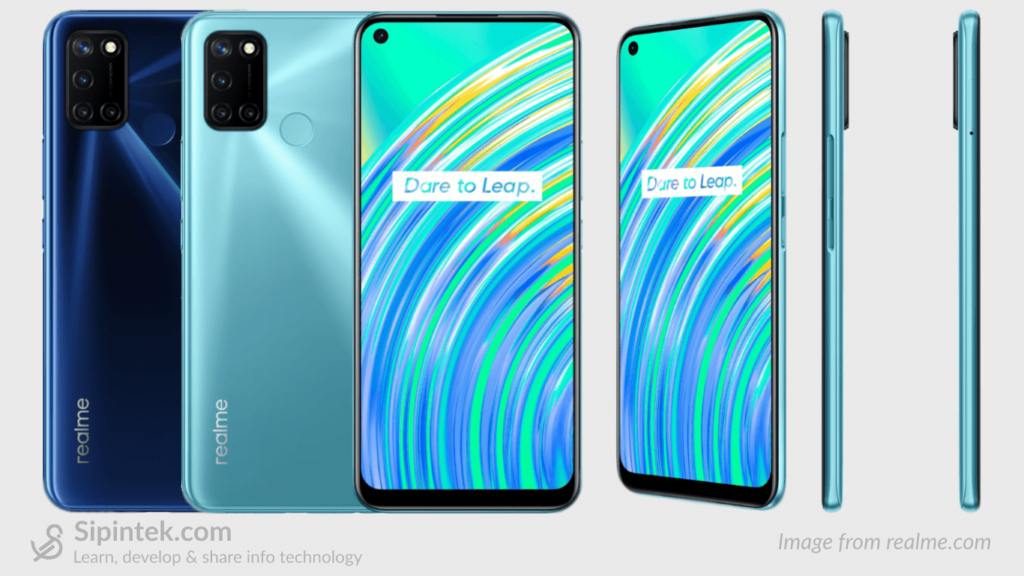 Dare to Leap.
Dare to Leap.
realme
realme
Sipintek.com
Learn, develop & share info technology
Image from realme.com